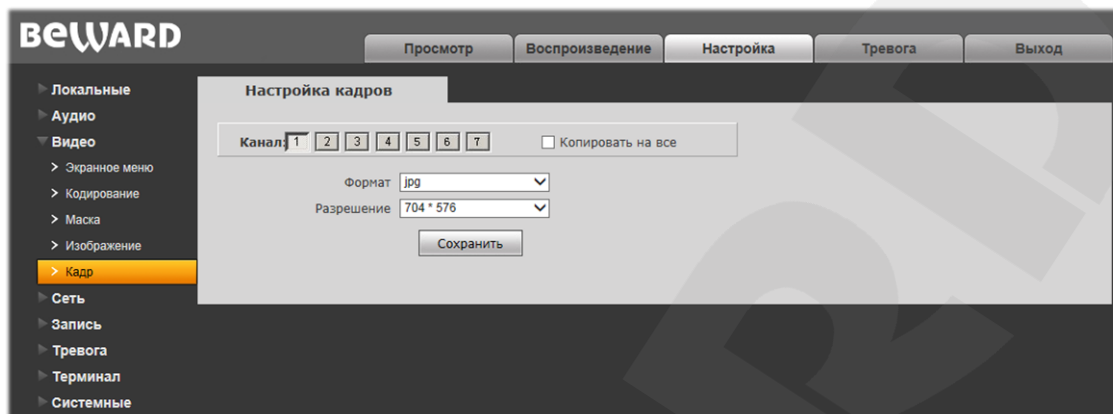 BEWARD
Просмотр Воспроизведение Настройка Тревога Выход
Локальные
Аудио
Видео
Экранное меню
Кодирование
Маска
Изображение
Кадр
Сеть
Запись
Тревога
Терминал
Системные
Настройка кадров
Канал: 1 2 3 4 5 6 7 Копировать на все
Формат jpg
Разрешение 704 * 576
Сохранить